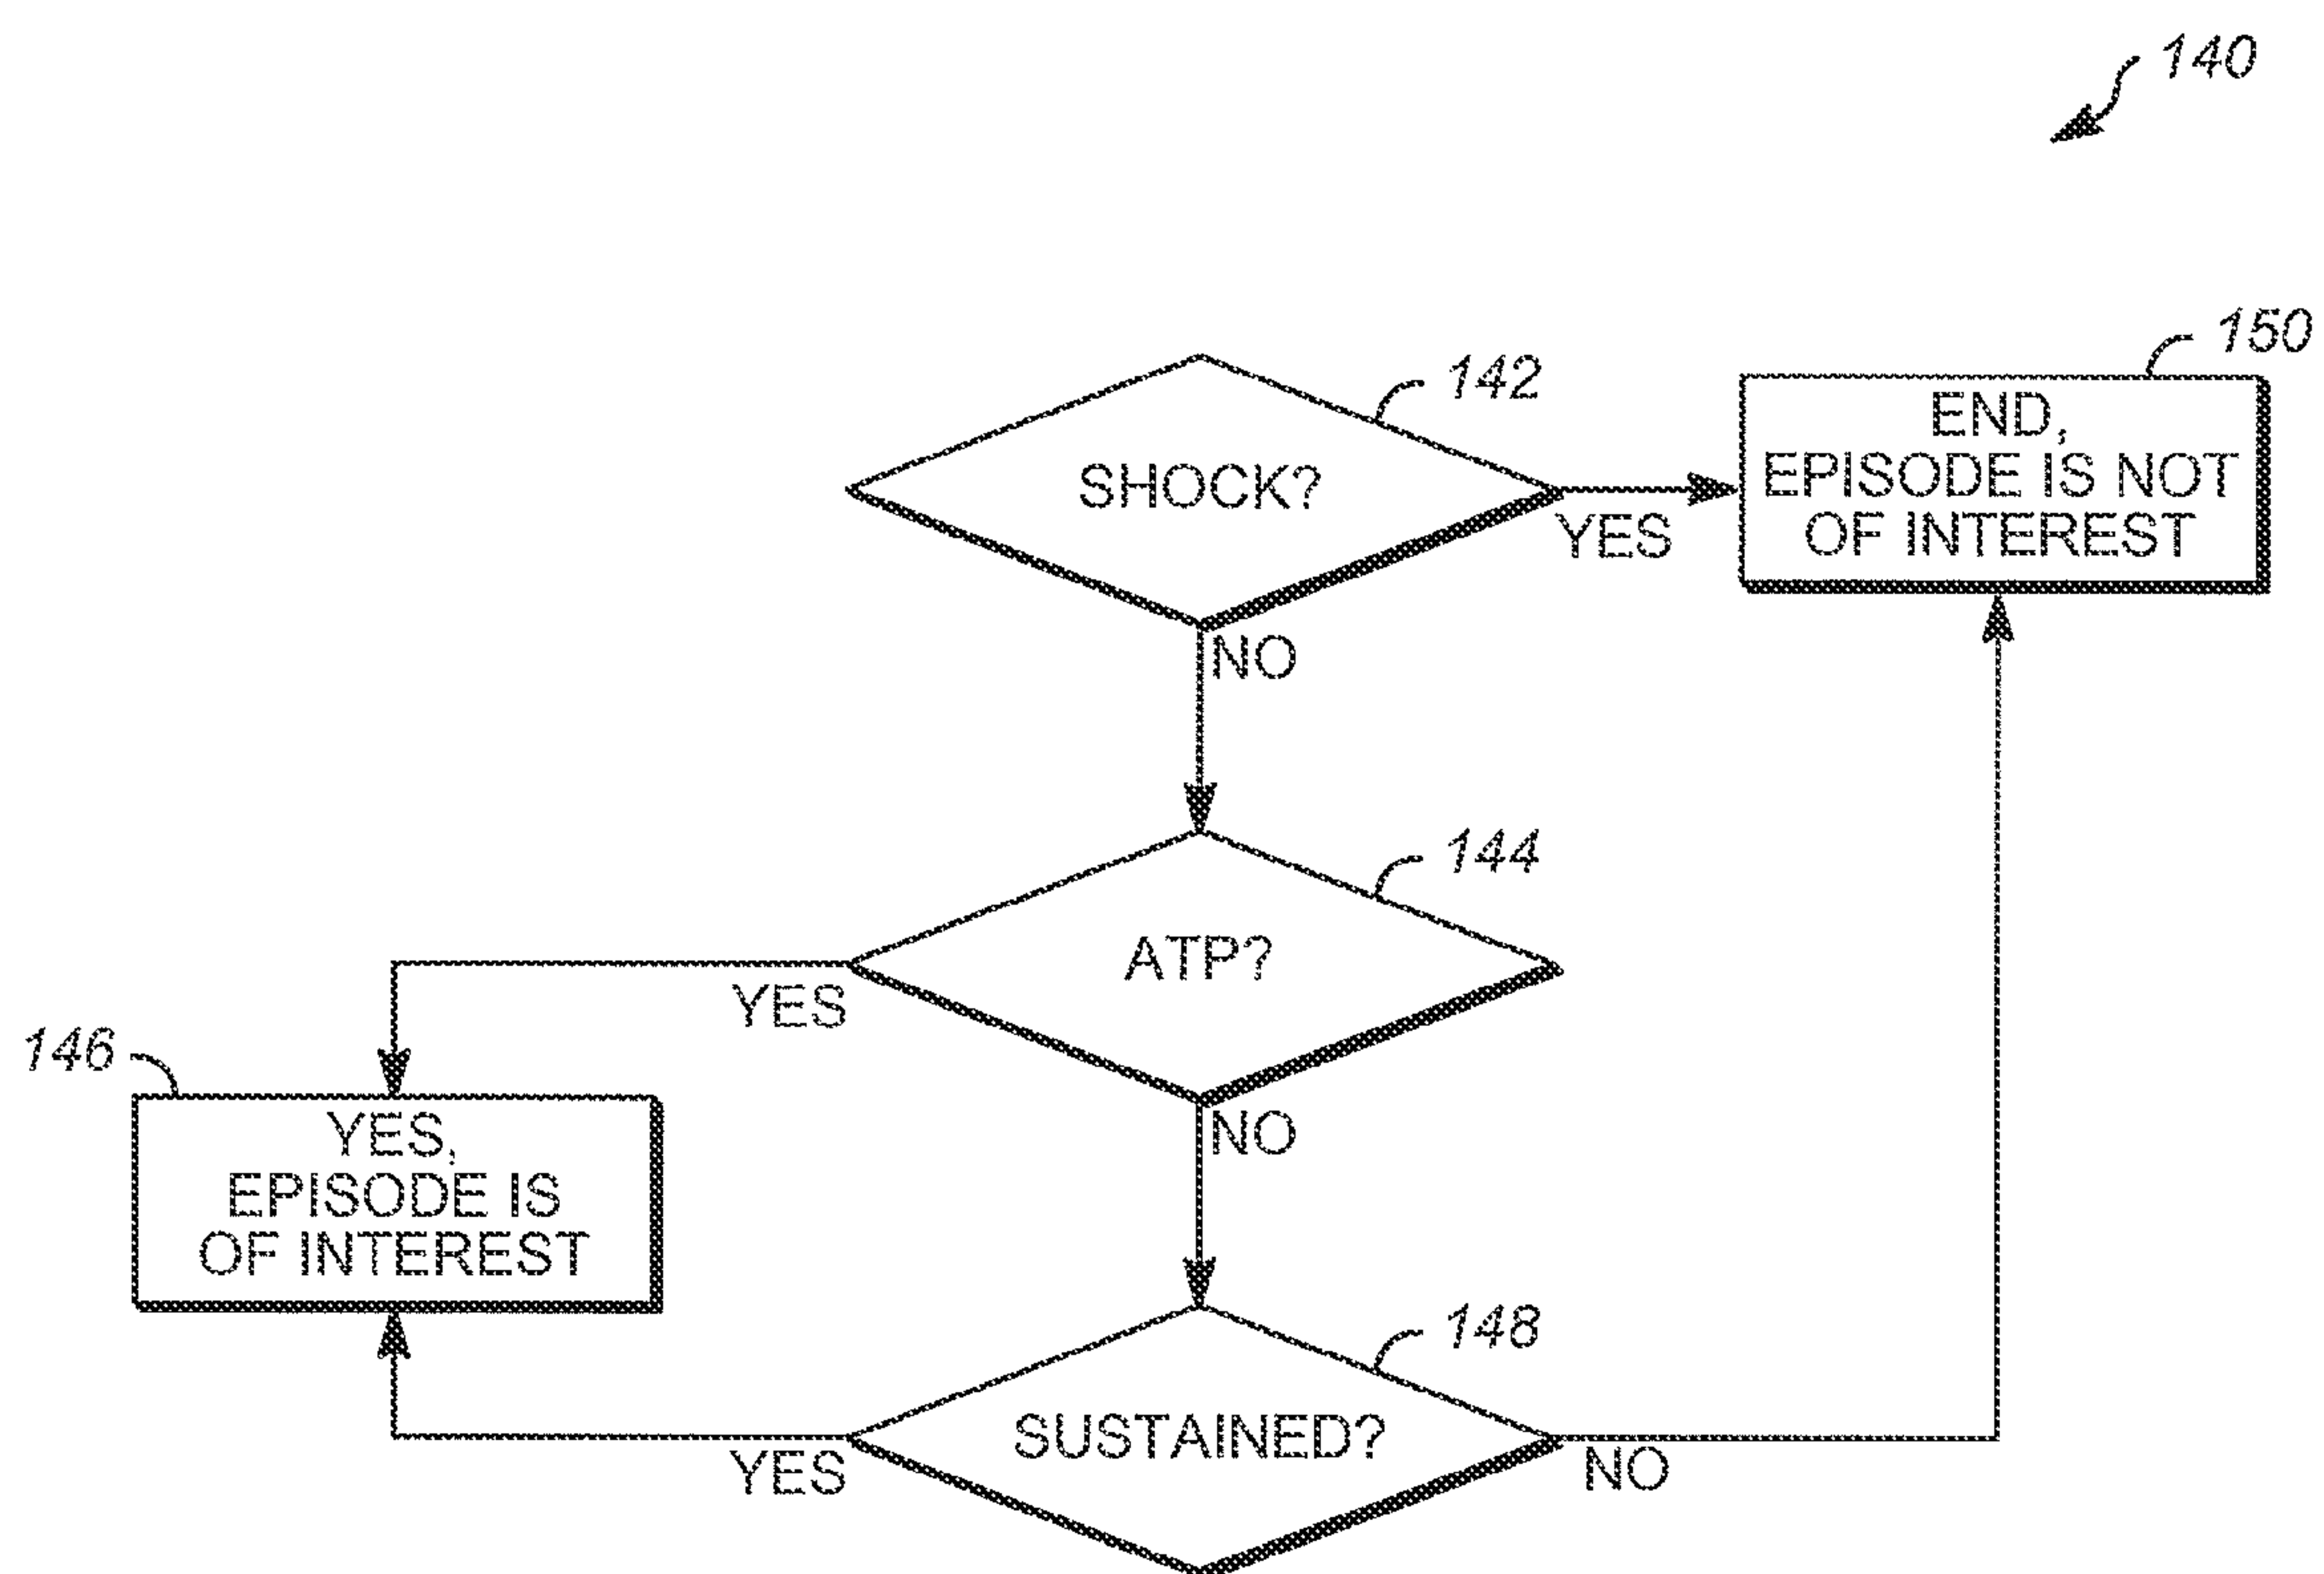 140
150
142
END,
EPISODE IS NOT
OF INTEREST
SHOCK?
YES
NO
144
ATP?
YES
146
YES,
EPISODE IS
OF INTEREST
NO
148
SUSTAINED?
YES
NO